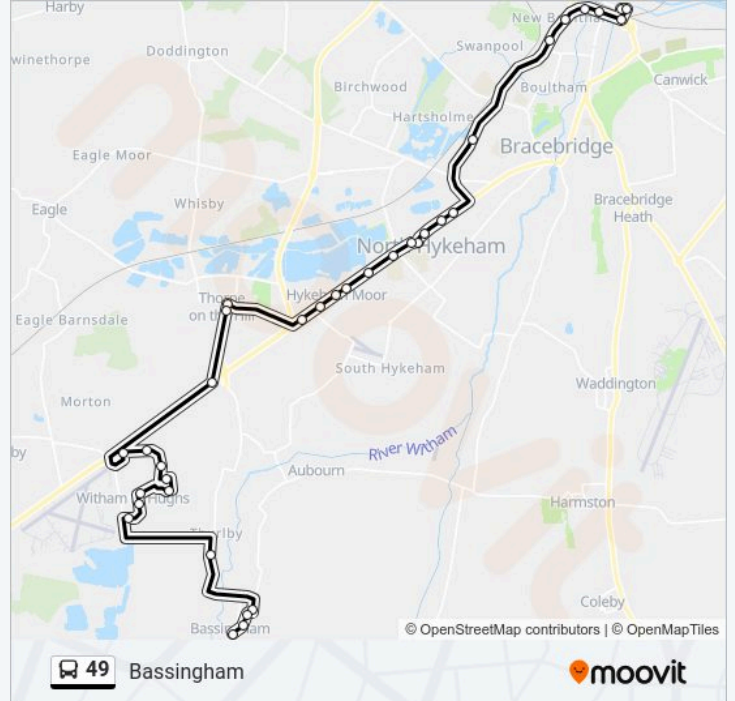 Harby
New Boultham
Swanpool
Doddington
Canwick
Birchwood
Boultham
Hartsholme
Bracebridge
Eagle Moor
Eagle
Whisby
Bracebridge
Heath
North Hykeham
Thorpe
on the Hill
Hykeham Moor
Eagle Barnsdale
South Hykeham
Waddington
Morton
River Witham
Aubourn
Witham
Hughs
Harmston
Thurlby
Coleby
Bassingham
© OpenStreetMap contributors | © OpenMapTiles
49
Bassingham
moovit